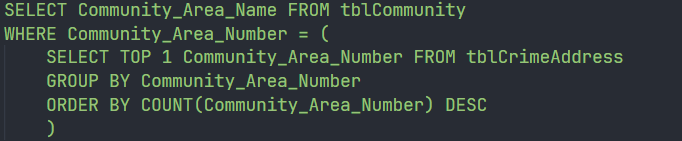 SELECT Community_Area_Name FROM tblCommunity
WHERE Community_Area_Number = (
    SELECT TOP 1 Community_Area_Number FROM tblCrimeAddress
    GROUP BY Community_Area_Number
    ORDER BY COUNT(Community_Area_Number) DESC
    )